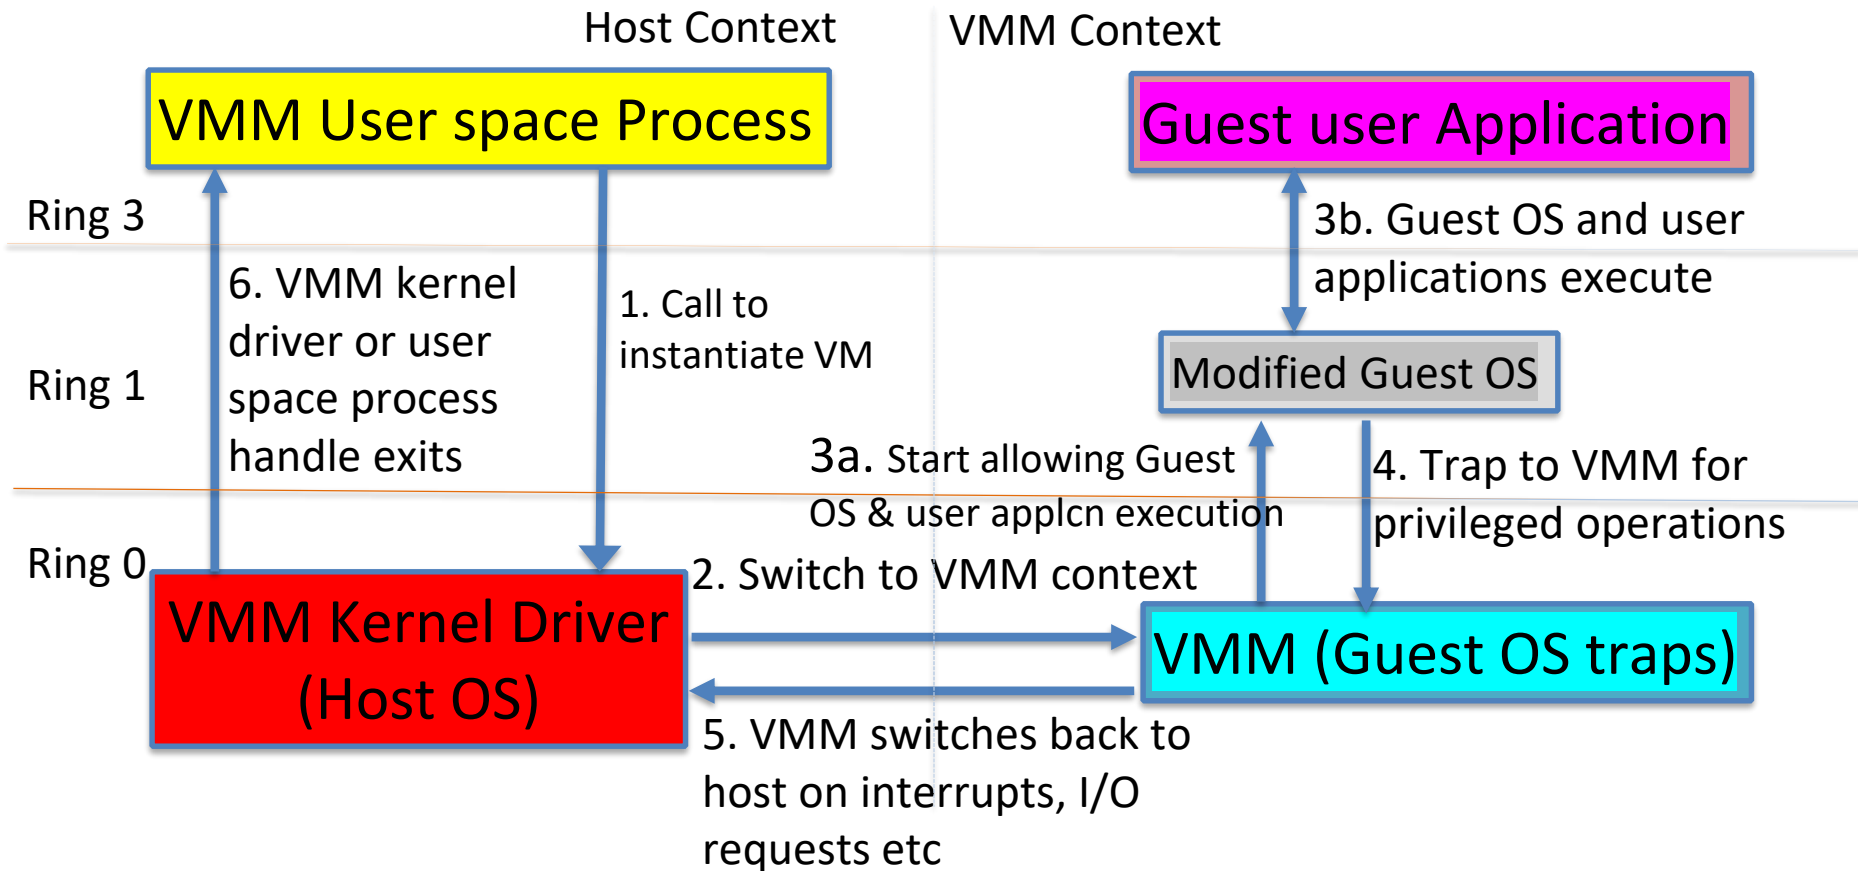 Host Context
VMM Context
VMM User space Process
Guest user Application
Ring 3
3b. Guest OS and user
applications execute
6. VMM kernel
driver or user
space process
handle exits
1. Call to
instantiate VM
Ring 1
Modified Guest OS
3a. Start allowing Guest
OS & user applcn execution
4. Trap to VMM for
privileged operations
Ring 0
2. Switch to VMM context
VMM Kernel Driver
(Host OS)
VMM (Guest OS traps)
5. VMM switches back to
host on interrupts, I/O
requests etc